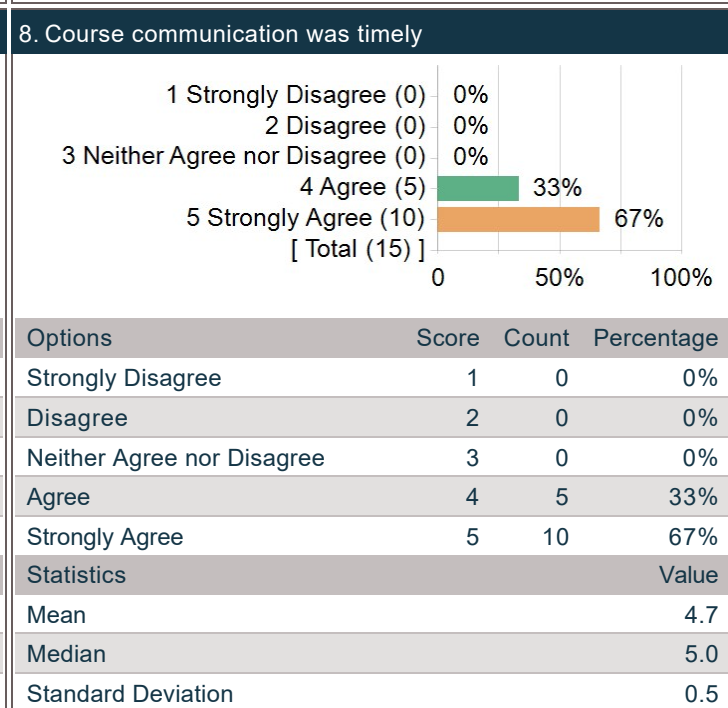 8. Course communication was timely
1 Strongly Disagree (0) 0%
2 Disagree (0) 0%
3 Neither Agree nor Disagree (0) 0%
4 Agree (5) 33%
5 Strongly Agree (10) 67%
[ Total (15) ]
0 50% 100%
Options Score Count Percentage
Strongly Disagree 1 0 0%
Disagree 2 0 0%
Neither Agree nor Disagree 3 0 0%
Agree 4 5 33%
Strongly Agree 5 10 67%
Statistics Value
Mean 4.7
Median 5.0
Standard Deviation 0.5